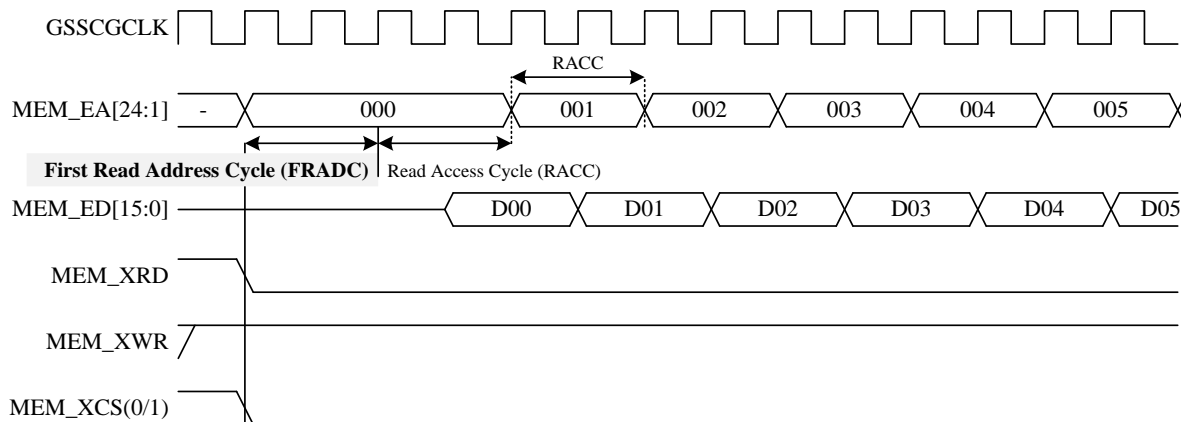 GSSCGCLK
RACC
MEM_EA[24:1] - 000 001 002 003 004 005
First Read Address Cycle (FRADC) Read Access Cycle (RACC)
MEM_ED[15:0] D00 D01 D02 D03 D04 D05
MEM_XRD
MEM_XWR
MEM_XCS(0/1)